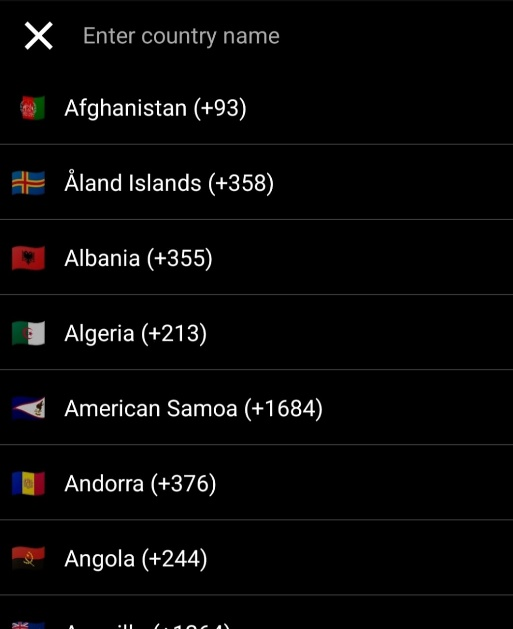 Enter country name
Afghanistan (+93)
Åland Islands (+358)
Albania (+355)
Algeria (+213)
American Samoa (+1684)
Andorra (+376)
Angola (+244)